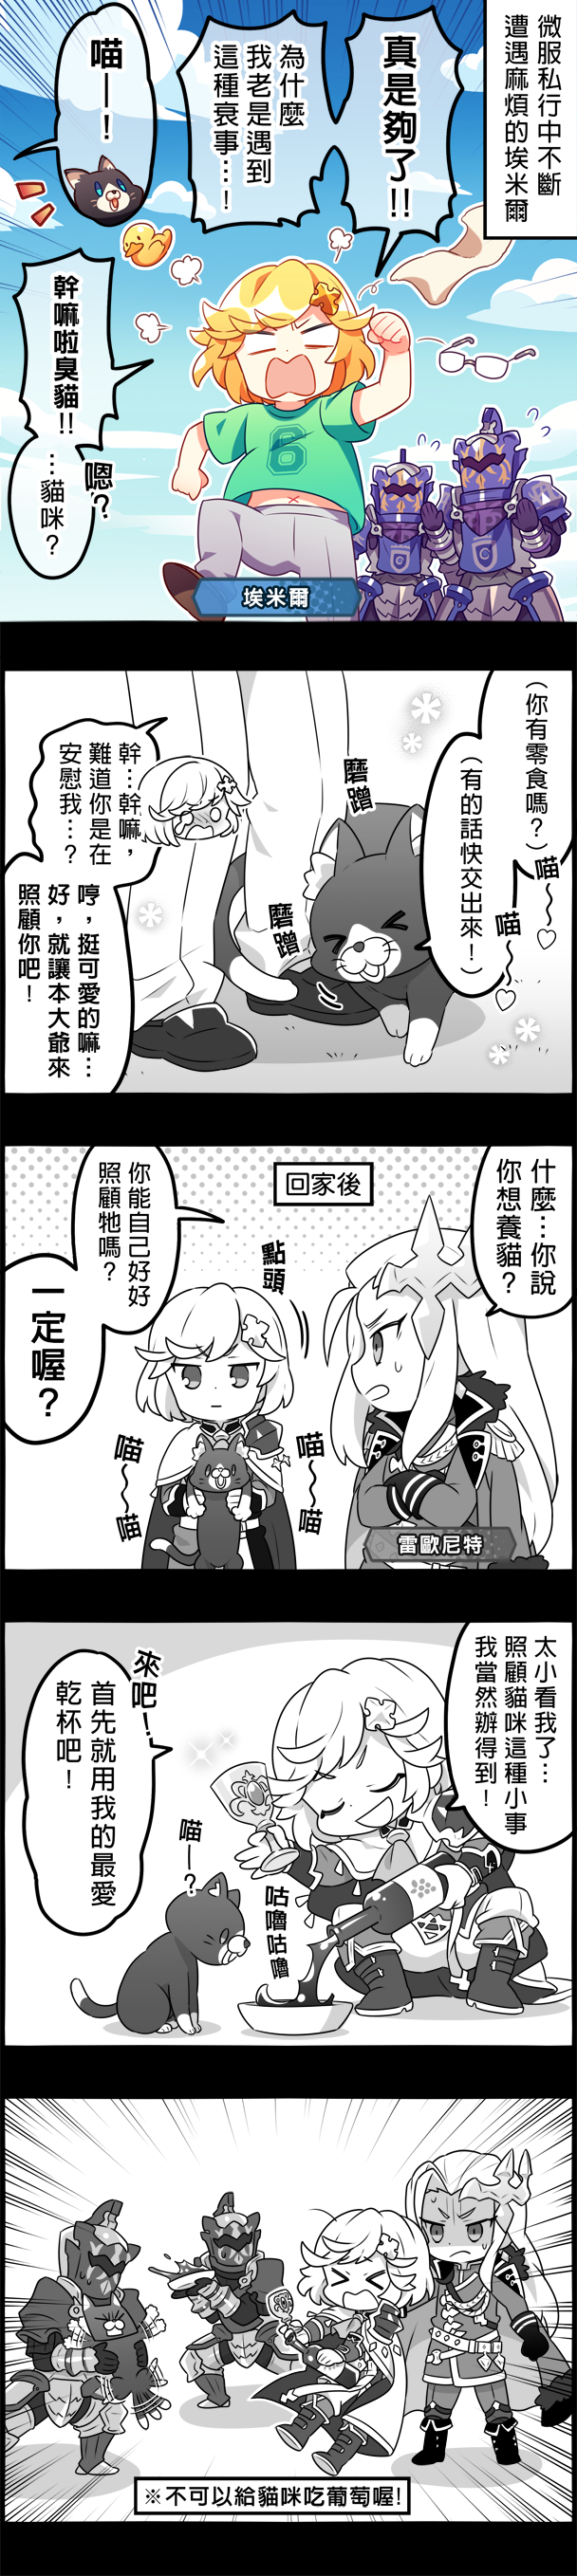 微服私行中不斷
遭遇麻煩的埃米爾
真是夠了!!
為什麼
我老是遇到
這種衰事…!
喵—!
幹嘛啦臭貓!!
嗯?
…貓咪?
埃米爾
(你有零食嗎?)
喵~~♡
(有的話快交出來!)
喵~~♡
磨蹭
磨蹭
幹…幹嘛,
難道你是在
安慰我…?
哼,挺可愛的嘛…
好,就讓本大爺來
照顧你吧!
回家後
什麼…你說
你想養貓?
點頭
你能自己好好
照顧牠嗎?
一定喔?
喵~~喵
喵~~喵
雷歐尼特
太小看我了…
照顧貓咪這種小事
我當然辦得到!
來吧!
首先就用我的最愛
乾杯吧!
喵—?
咕嚕咕嚕
※不可以給貓咪吃葡萄喔!